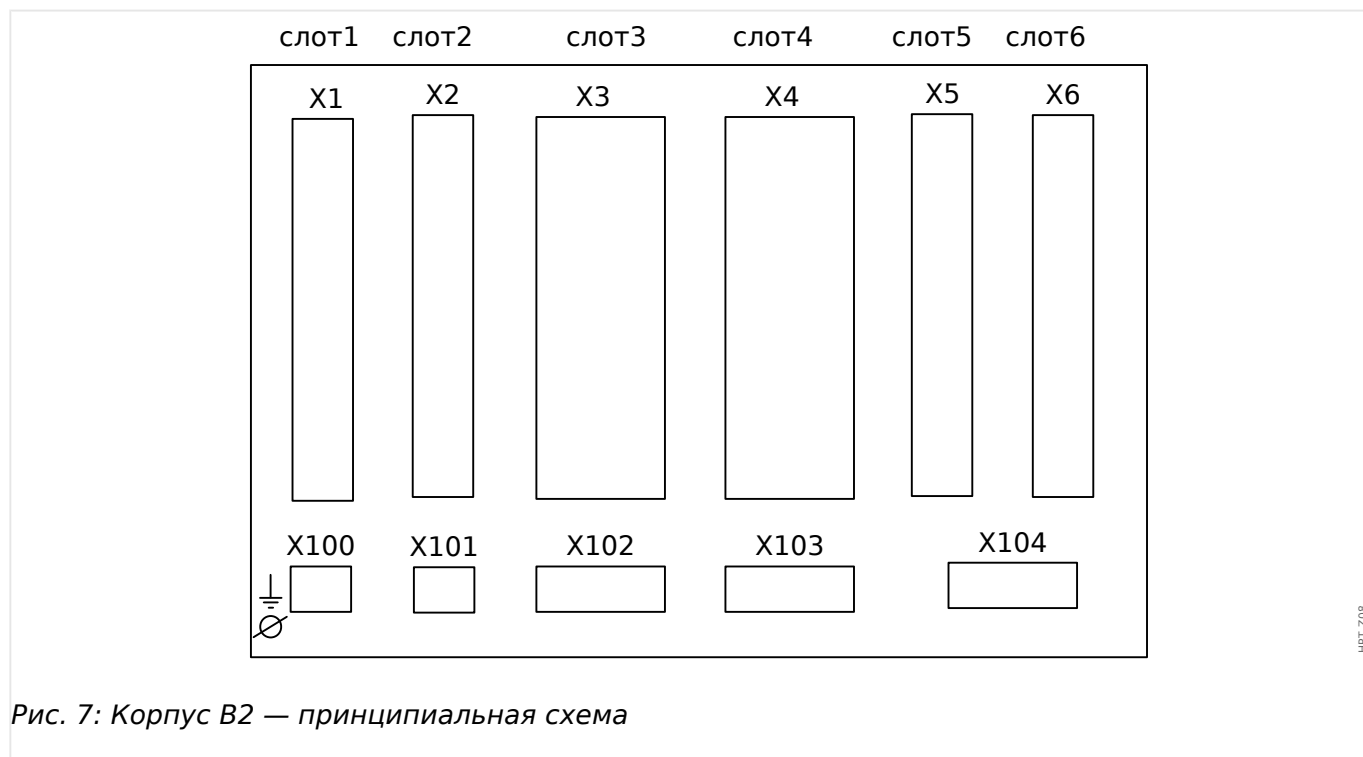 слот1 слот2 слот3 слот4 слот5 слот6
X1 X2 X3 X4 X5 X6
X100 X101 X102 X103 X104
Рис. 7: Корпус B2 — принципиальная схема